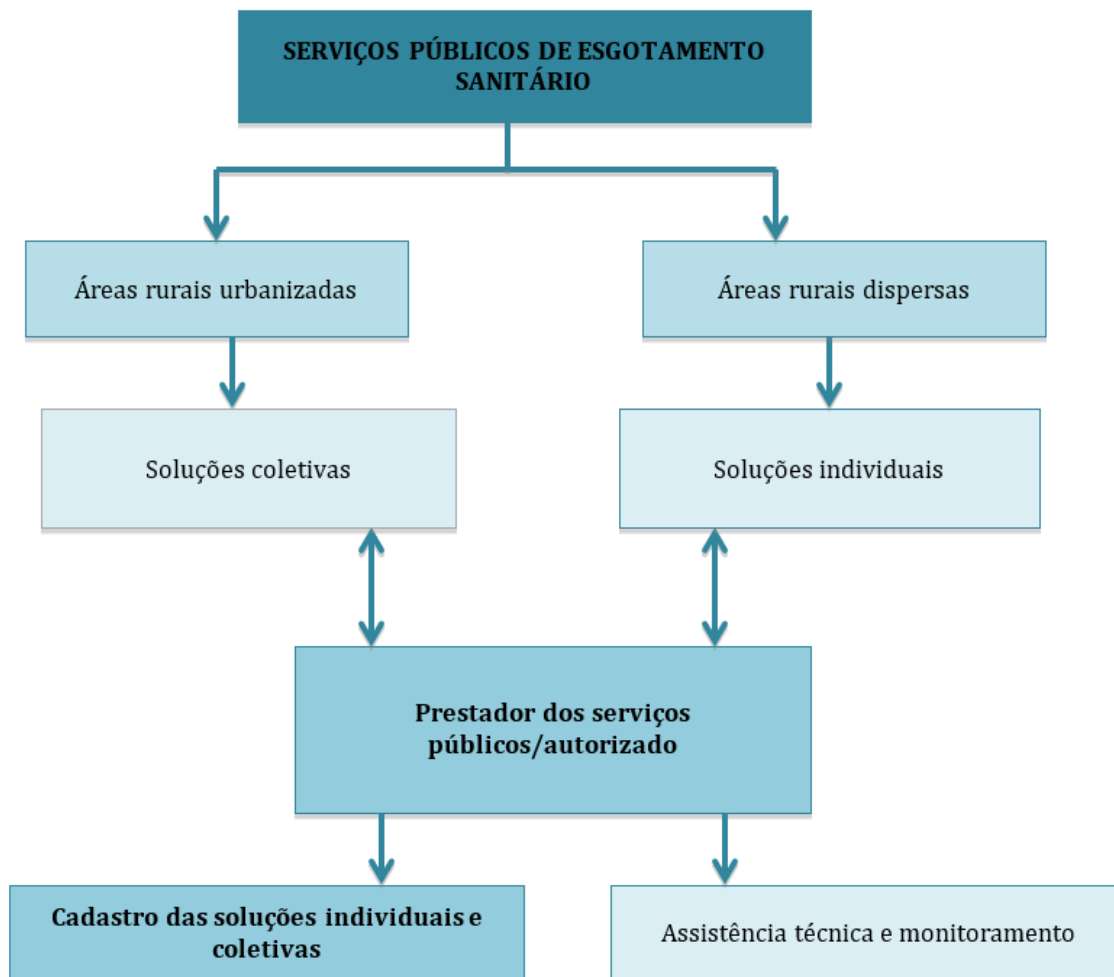 SERVIÇOS PÚBLICOS DE ESGOTAMENTO
SANITÁRIO
Áreas rurais urbanizadas
Áreas rurais dispersas
Soluções coletivas
Soluções individuais
Prestador dos serviços
públicos/autorizado
Cadastro das soluções individuais e
coletivas
Assistência técnica e monitoramento